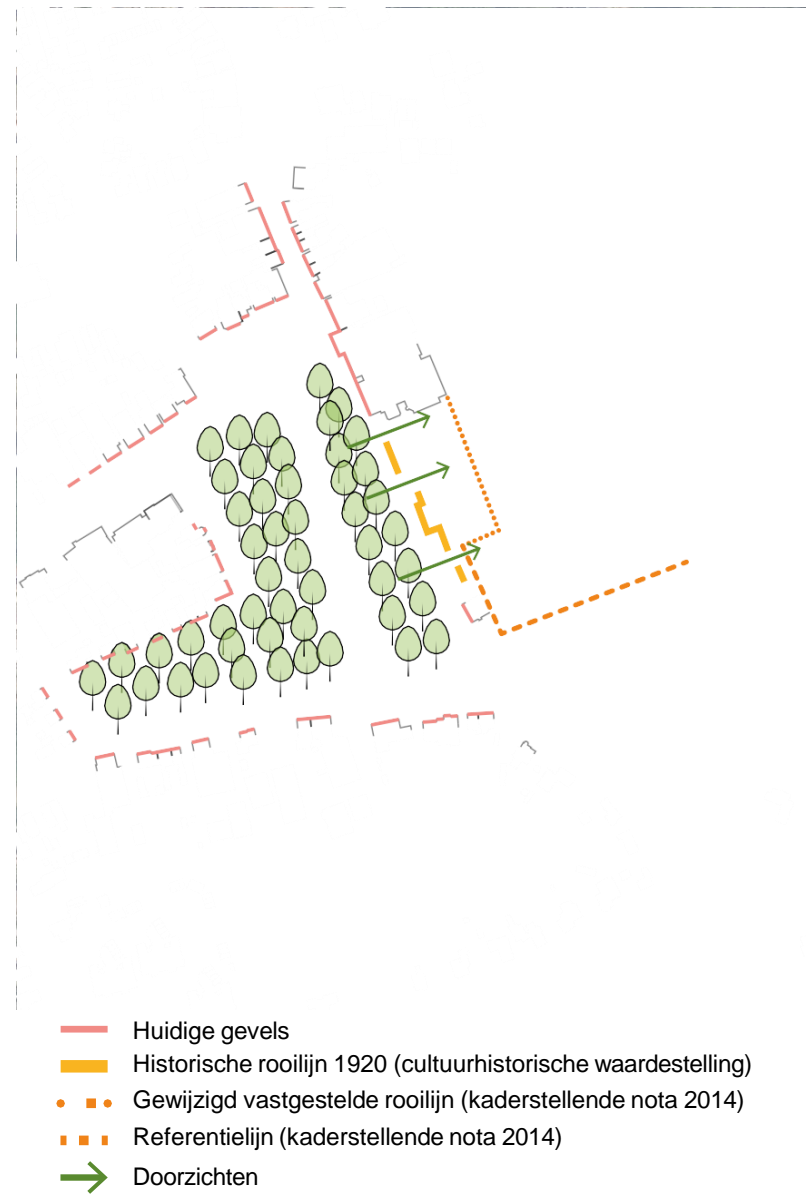 Huidige gevels
Historische rooilijn 1920 (cultuurhistorische waardestelling)
Gewijzigd vastgestelde rooilijn (kaderstellende nota 2014)
Referentielijn (kaderstellende nota 2014)
Doorzichten